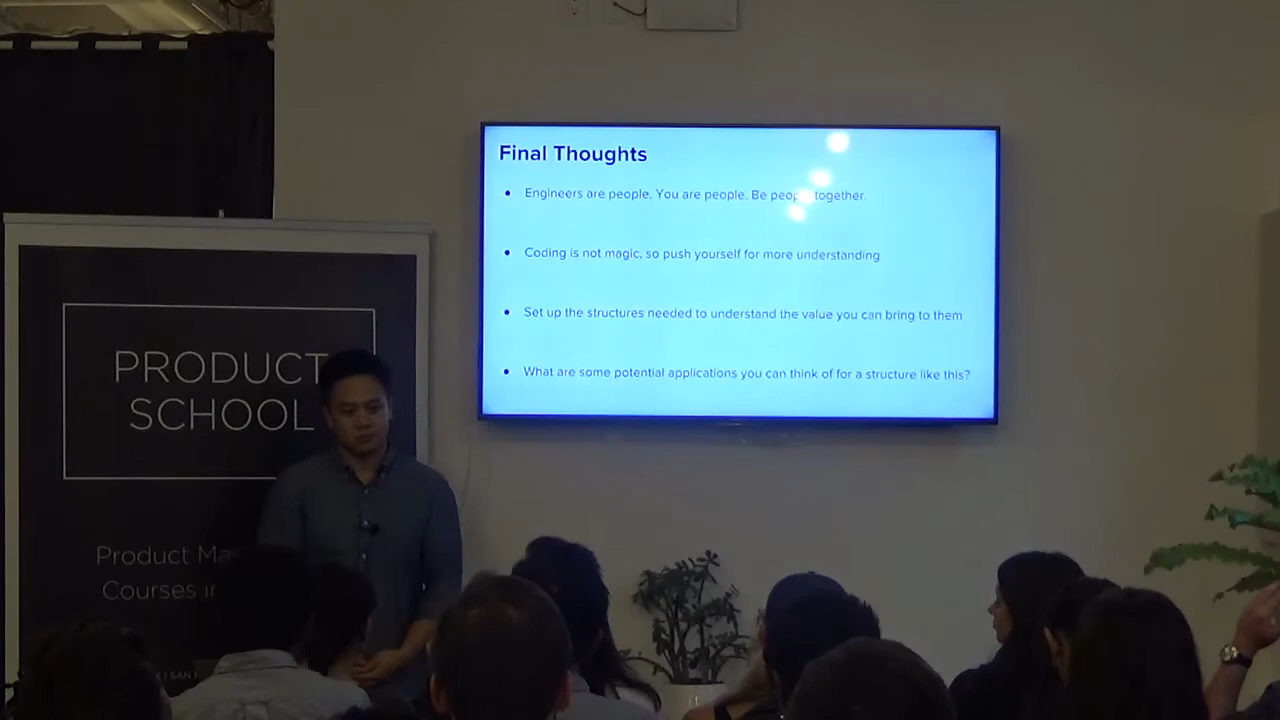 Final Thoughts
Engineers are people. You are people. Be people together.
Coding is not magic, so push yourself for more understanding
Set up the structures needed to understand the value you can bring to them
What are some potential applications you can think of for a structure like this?
PRODUCT
SCHOOL
Product
Courses
SAN